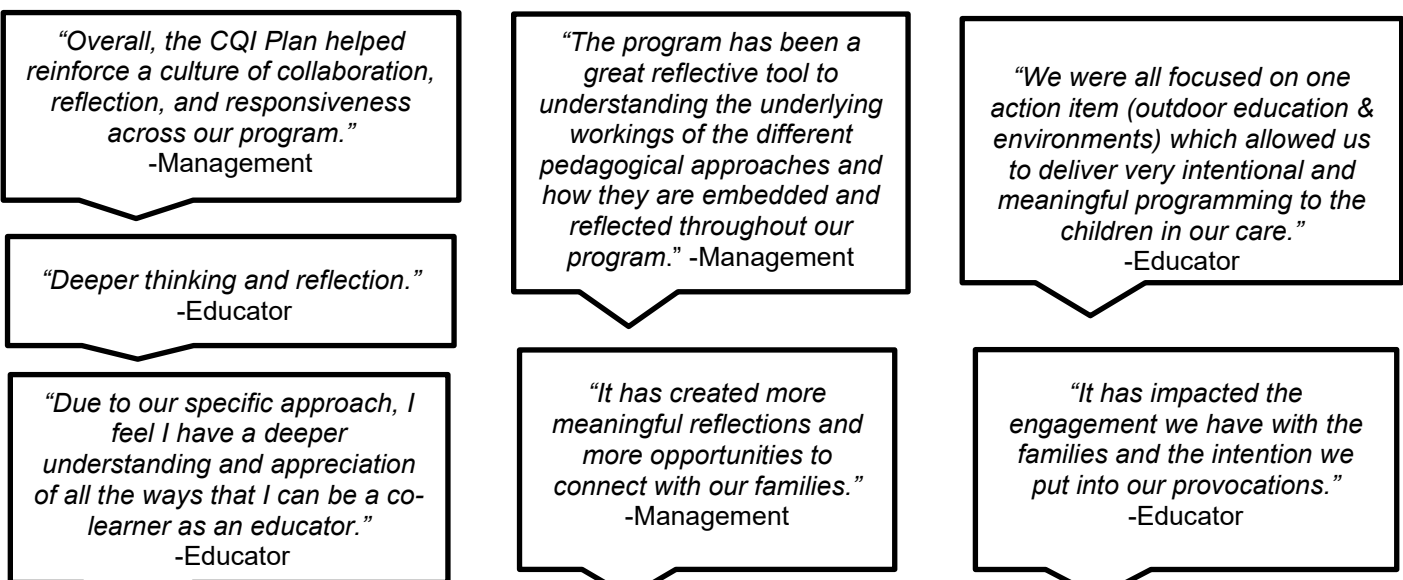 “Overall, the CQI Plan helped
reinforce a culture of collaboration,
reflection, and responsiveness
across our program.”
-Management
“Deeper thinking and reflection.”
-Educator
“Due to our specific approach, I
feel I have a deeper
understanding and appreciation
of all the ways that I can be a co-
learner as an educator.”
-Educator
“The program has been a
great reflective tool to
understanding the underlying
workings of the different
pedagogical approaches and
how they are embedded and
reflected throughout our
program.” -Management
“It has created more
meaningful reflections and
more opportunities to
connect with our families.”
-Management
“We were all focused on one
action item (outdoor education &
environments) which allowed us
to deliver very intentional and
meaningful programming to the
children in our care.”
-Educator
“It has impacted the
engagement we have with the
families and the intention we
put into our provocations.”
-Educator